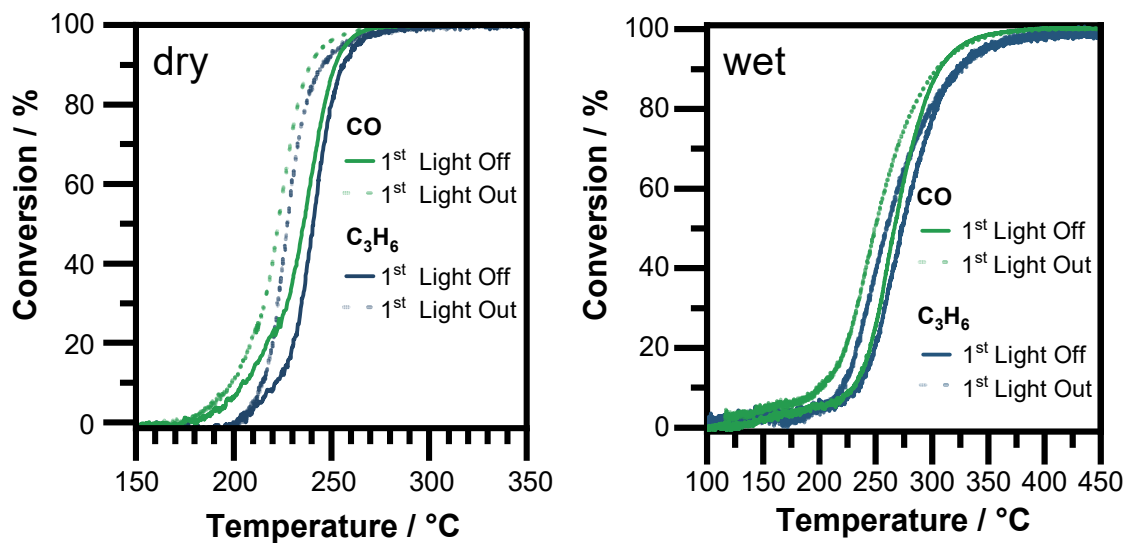 Conversion / %
100
80
60
40
20
0
dry
CO
1st Light Off
1st Light Out
C3H6
1st Light Off
1st Light Out
150 200 250 300 350
Temperature / °C
Conversion / %
100
80
60
40
20
0
wet
CO
1st Light Off
1st Light Out
C3H6
1st Light Off
1st Light Out
100 150 200 250 300 350 400 450
Temperature / °C